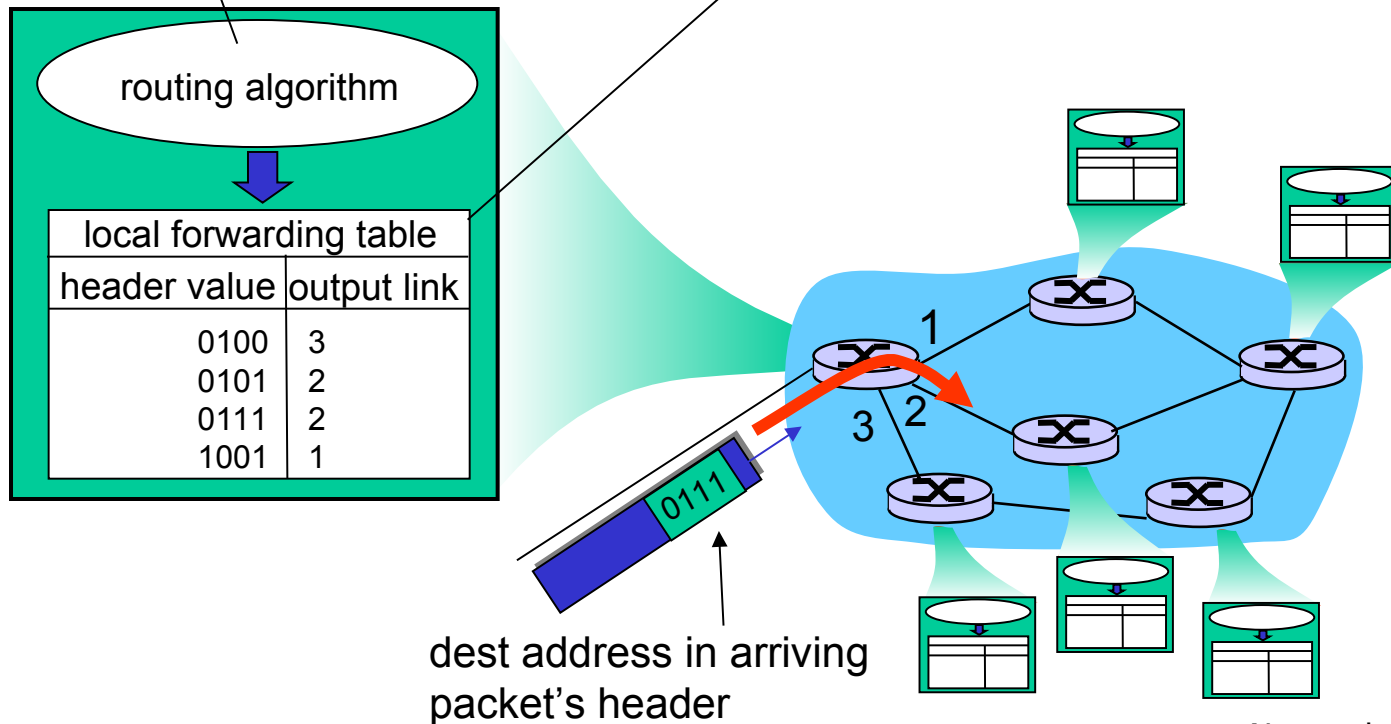 routing algorithm
local forwarding table
header value output link
0100 3
0101 2
0111 2
1001 1
1
2
3
0111
dest address in arriving
packet's header